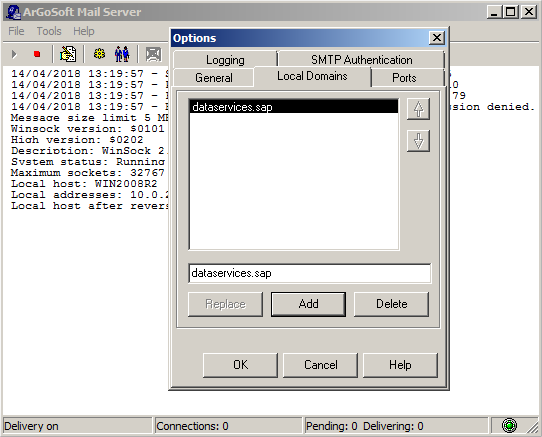 ArGoSoft Mail Server
File Tools
Options
Logging SMTP Authentication
General Local Domains Ports
dataservices.sap
dataservices.sap
Replace Add Delete
OK Cancel Help
14/04/2018 13:19:57 - S
14/04/2018 13:19:57 -
14/04/2018 13:19:57 - 79
14/04/2018 13:19:57 - denied.
Message size limit 5
Winsock version: $0101
High version: $0202
Description: WinSock 2.
System status: Running
Maximum sockets: 32767
Local host: WIN2008R2
Local addresses: 10.0.2
Local host after revers
Delivery on Connections: 0 Pending: 0 Delivering: 0